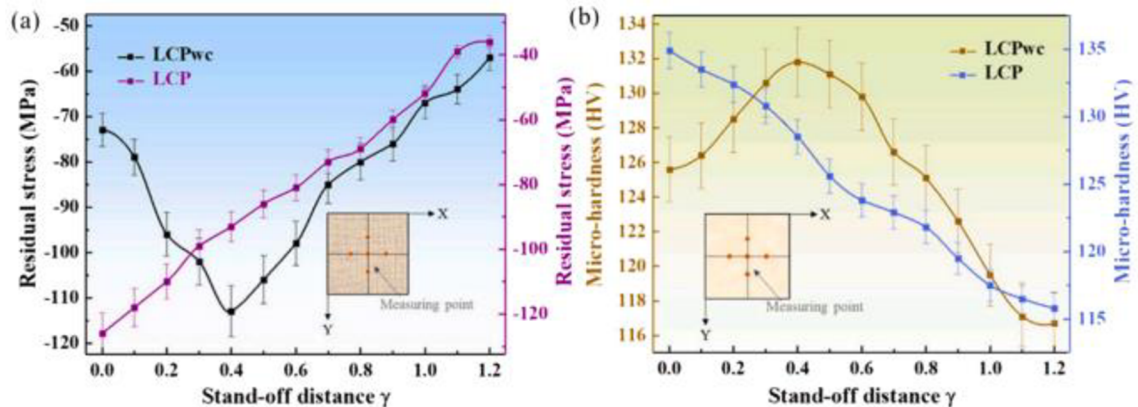 (a)
-50
-60
-70
-80
-90
-100
-110
-120
Residual stress (MPa)
LCPwc
LCP
X
Y
Measuring point
-40
-60
-80
-100
-120
Residual stress (MPa)
0.0 0.2 0.4 0.6 0.8 1.0 1.2
Stand-off distance γ
(b)
134
132
130
128
126
124
122
120
118
116
Micro-hardness (HV)
LCPwc
LCP
X
Y
Measuring point
135
130
125
120
115
Micro-hardness (HV)
0.0 0.2 0.4 0.6 0.8 1.0 1.2
Stand-off distance γ